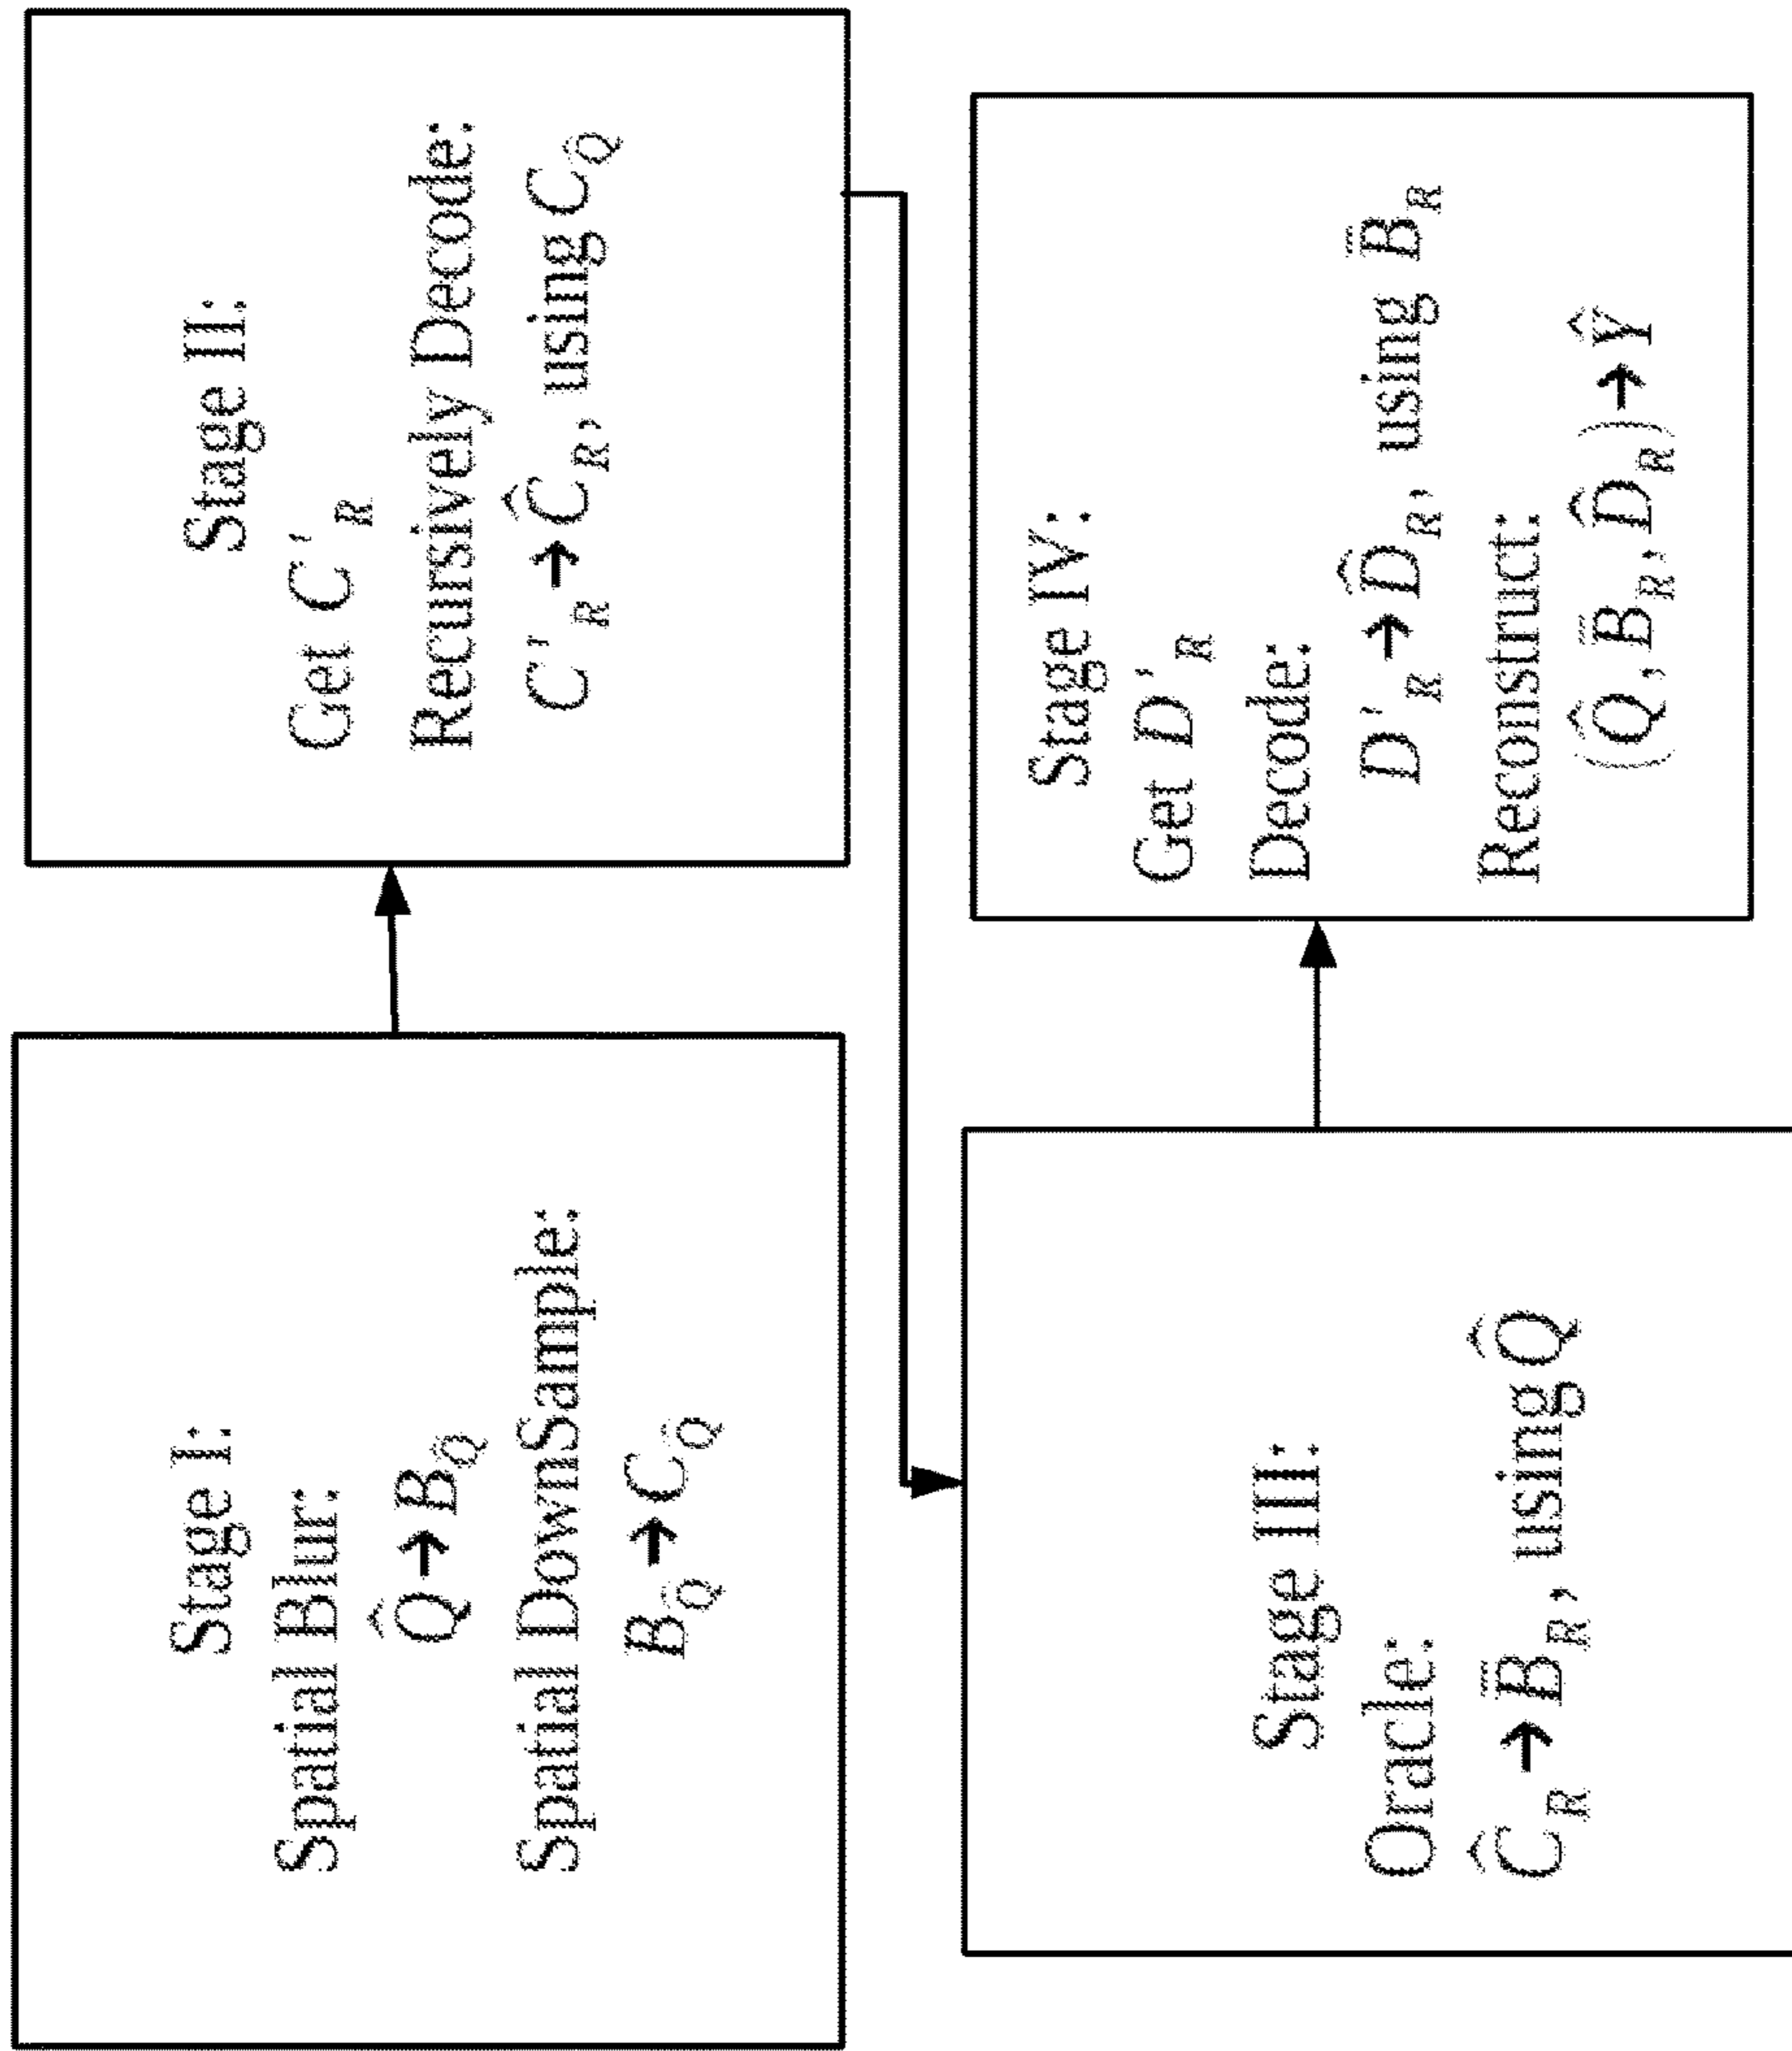 Stage I:
Spatial Blur:
Q̂ → B_Q̂
Spatial DownSample:
B_Q̂ → C_Q̂
Stage II:
Get C'_R
Recursively Decode:
C'_R → Ĉ_R, using C_Q̂
Stage III:
Oracle:
Ĉ_R → B̿_R, using Q̂
Stage IV:
Get D'_R
Decode:
D'_R → D̂_R, using B̿_R
Reconstruct:
(Q̂, B̿_R, D̂_R) → Ŷ